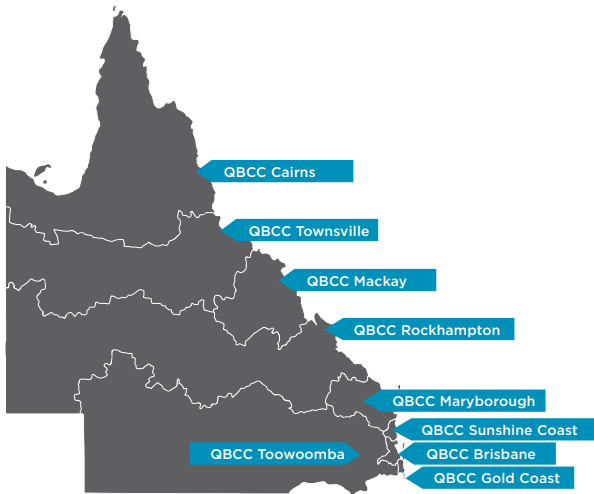 QBCC Cairns
QBCC Townsville
QBCC Mackay
QBCC Rockhampton
QBCC Maryborough
QBCC Sunshine Coast
QBCC Toowoomba
QBCC Brisbane
QBCC Gold Coast